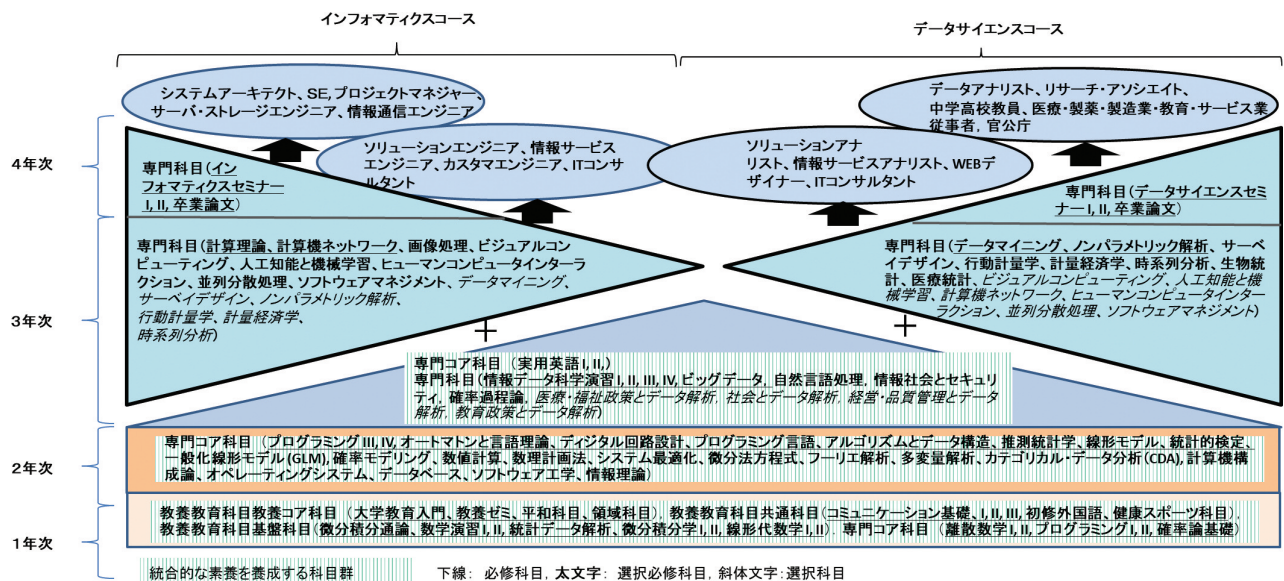 インフォマティクスコース
データサイエンスコース
システムアーキテクト、SE,プロジェクトマネジャー、
サーバ・ストレージエンジニア、情報通信エンジニア
データアナリスト、リサーチ・アソシエイト、
中学高校教員、医療・製薬・製造業・教育・サービス業
従事者，官公庁
ソリューションエンジニア、情報サービス
エンジニア、カスタマエンジニア、ITコンサ
ルタント
ソリューションアナ
リスト、情報サービスアナリスト、WEBデ
ザイナー、ITコンサルタント
4年次
専門科目（イン
フォマティクスセミナー
I, II, 卒業論文）
専門科目（データサイエンスセミ
ナーI, II, 卒業論文）
専門科目（計算理論、計算機ネットワーク、画像処理、ビジュアルコン
ピューティング、人工知能と機械学習、ヒューマンコンピュータインターラ
クション、並列分散処理、ソフトウェアマネジメント、データマイニング、
サーベイデザイン、ノンパラメトリック解析、
行動計量学、計量経済学、
時系列分析）
専門科目（データマイニング、ノンパラメトリック解析、サーベ
イデザイン、行動計量学、計量経済学、時系列分析、生物統
計、医療統計、ビジュアルコンピューティング、人工知能と機
械学習、計算機ネットワーク、ヒューマンコンピュータインター
ラクション、並列分散処理、ソフトウェアマネジメント）
3年次
＋
＋
専門コア科目 （実用英語 I, II,）
専門科目（情報データ科学演習 I, II, III, IV, ビッグデータ, 自然言語処理, 情報社会とセキュリ
ティ, 確率過程論, 医療・福祉政策とデータ解析, 社会とデータ解析, 経営・品質管理とデータ
解析, 教育政策とデータ解析）
2年次
専門コア科目 （プログラミング III, IV, オートマトンと言語理論、ディジタル回路設計、プログラミング言語、アルゴリズムとデータ構造、推測統計学、線形モデル、統計的検定、
一般化線形モデル(GLM), 確率モデリング、数値計算、数理計画法、システム最適化、微分法方程式、フーリエ解析、多変量解析、カテゴリカル・データ分析(CDA), 計算機構
成論、オペレーティングシステム、データベース、ソフトウェア工学、情報理論）
1年次
教養教育科目教養コア科目 （大学教育入門、教養ゼミ、平和科目、領域科目）, 教養教育科目共通科目（コミュニケーション基礎、I, II, III, 初修外国語、健康スポーツ科目）,
教養教育科目基盤科目（微分積分通論、数学演習 I, II, 統計データ解析、微分積分学 I, II, 線形代数学 I, II） 専門コア科目 （離散数学 I, II, プログラミング I, II, 確率論基礎）
統合的な素養を養成する科目群
下線： 必修科目, 太文字： 選択必修科目, 斜体文字：選択科目